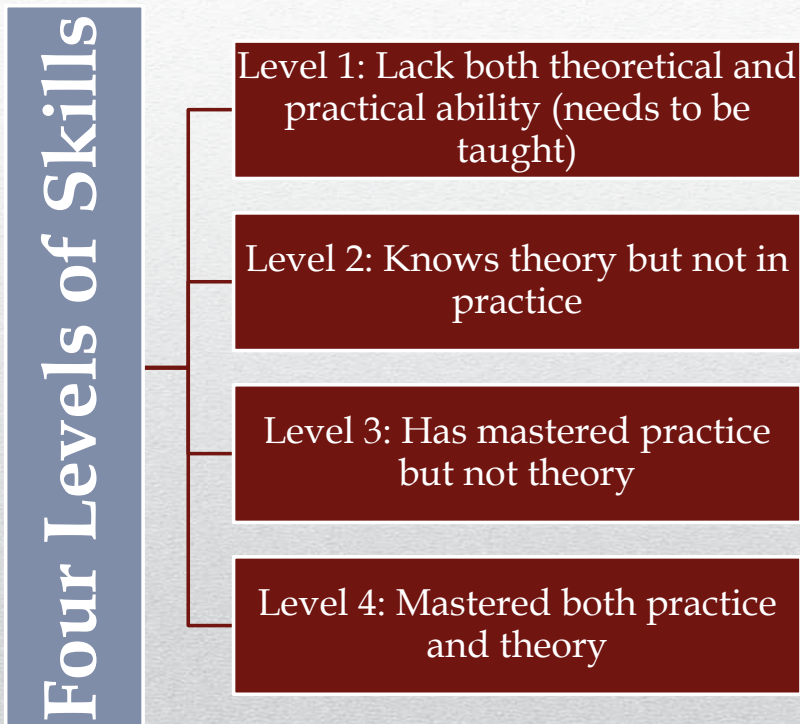 Four Levels of Skills
Level 1: Lack both theoretical and
practical ability (needs to be
taught)
Level 2: Knows theory but not in
practice
Level 3: Has mastered practice
but not theory
Level 4: Mastered both practice
and theory